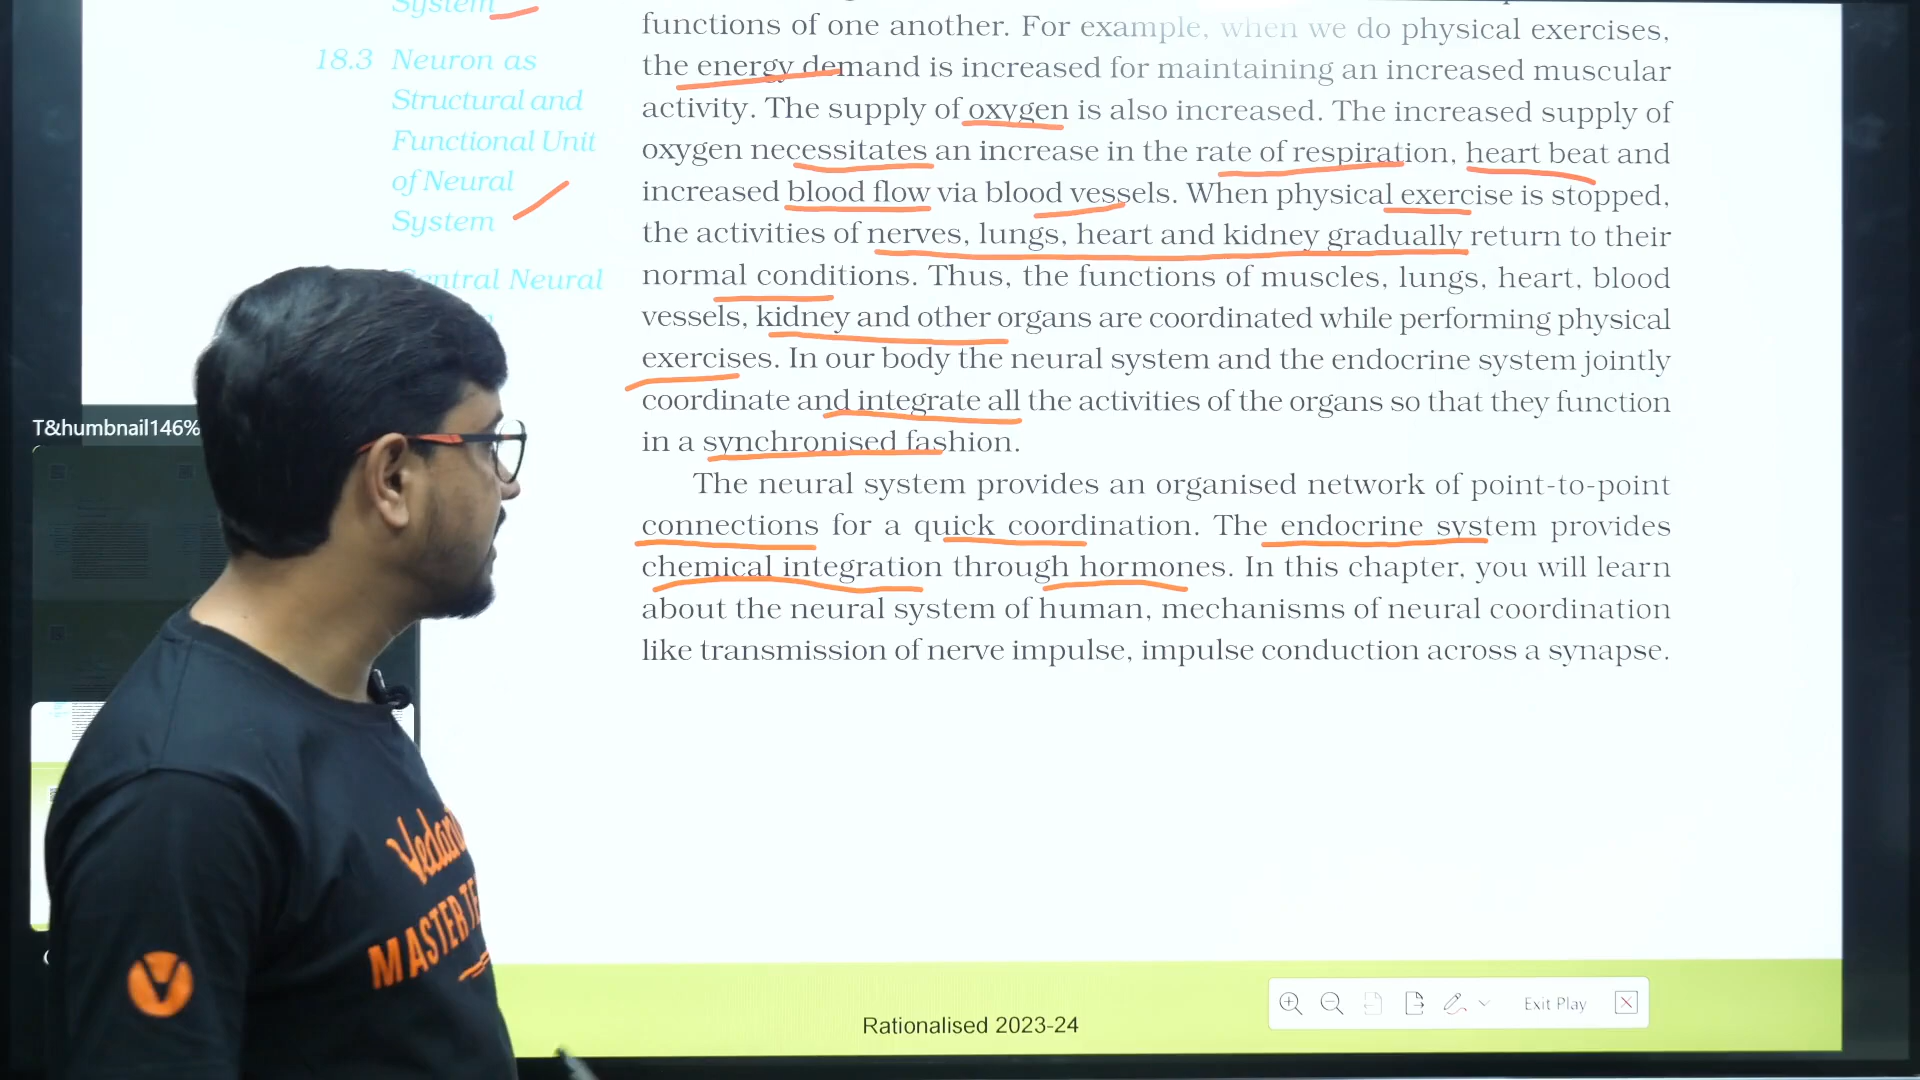 System
18.3 Neuron as
Structural and
Functional Unit
of Neural
System
Central Neural
functions of one another. For example, when we do physical exercises,
the energy demand is increased for maintaining an increased muscular
activity. The supply of oxygen is also increased. The increased supply of
oxygen necessitates an increase in the rate of respiration, heart beat and
increased blood flow via blood vessels. When physical exercise is stopped,
the activities of nerves, lungs, heart and kidney gradually return to their
normal conditions. Thus, the functions of muscles, lungs, heart, blood
vessels, kidney and other organs are coordinated while performing physical
exercises. In our body the neural system and the endocrine system jointly
coordinate and integrate all the activities of the organs so that they function
in a synchronised fashion.
The neural system provides an organised network of point-to-point
connections for a quick coordination. The endocrine system provides
chemical integration through hormones. In this chapter, you will learn
about the neural system of human, mechanisms of neural coordination
like transmission of nerve impulse, impulse conduction across a synapse.
T&humbnail146%
Vedantu
MASTER TE
V
Rationalised 2023-24
Exit Play